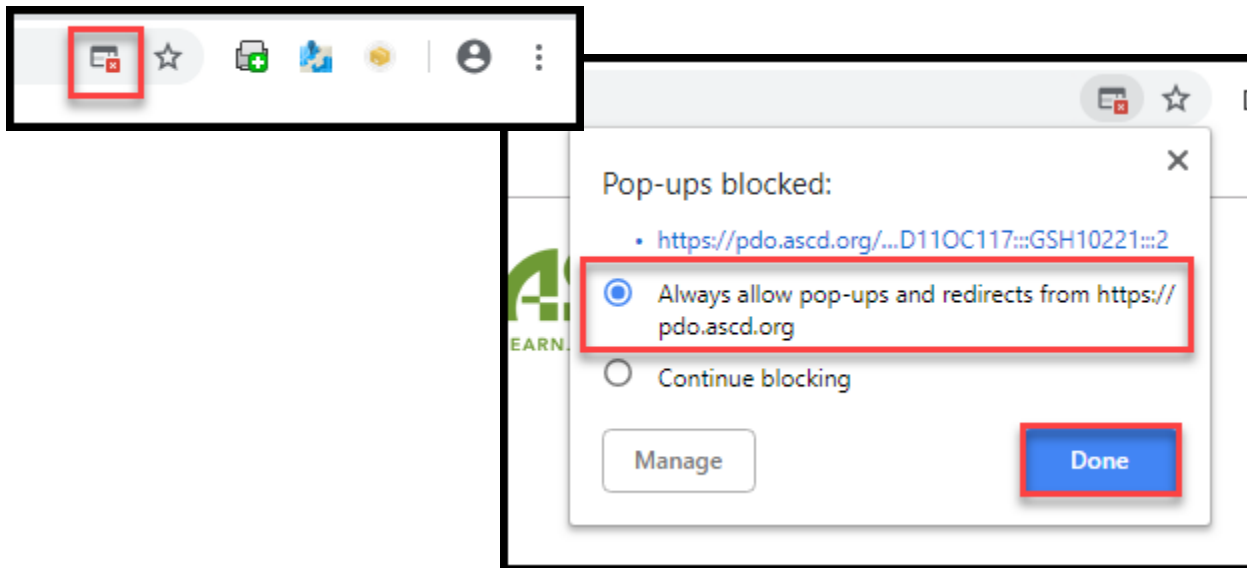 Pop-ups blocked:
• https://pdo.ascd.org/...D11OC117:::GSH10221:::2
Always allow pop-ups and redirects from https://
pdo.ascd.org
EARN.
Continue blocking
Manage
Done